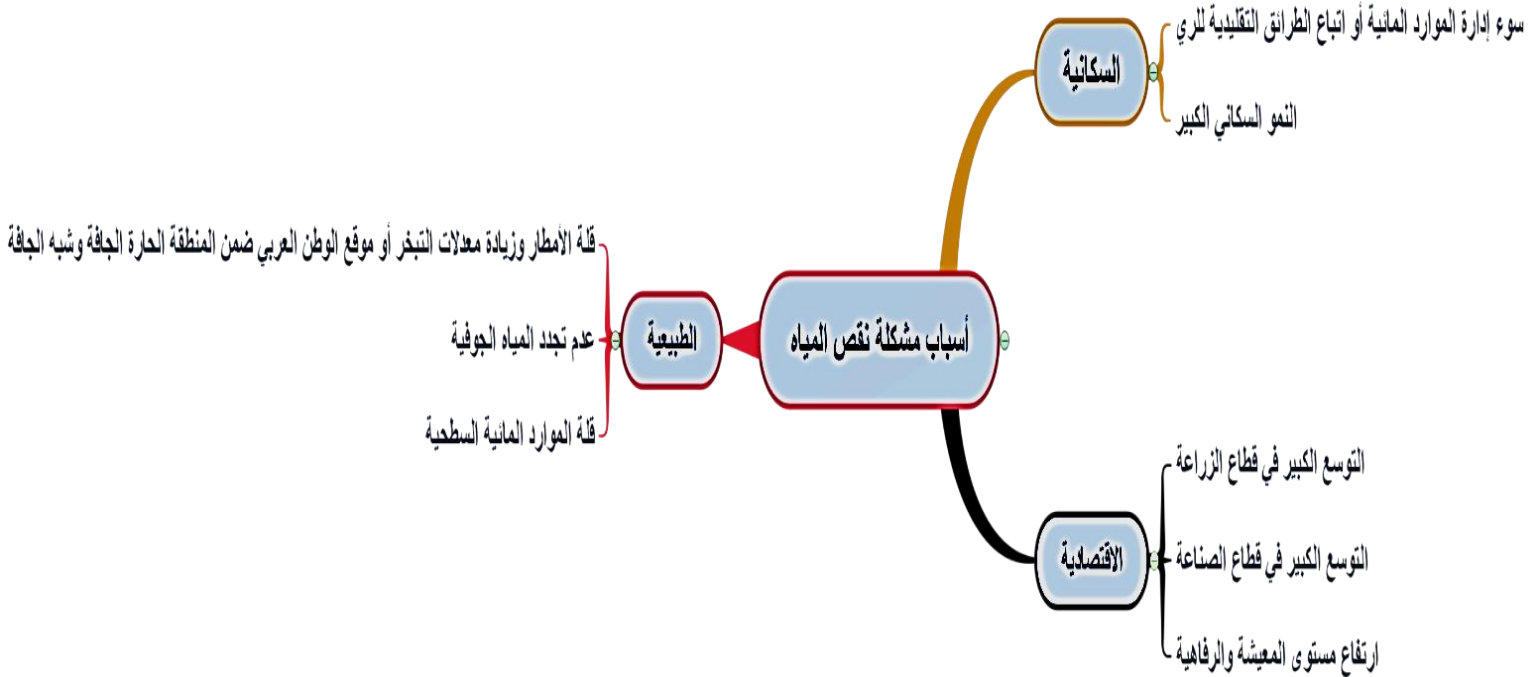 أسباب مشكلة نقص المياه
السكانية
سوء إدارة الموارد المائية أو اتباع الطرائق التقليدية للري
النمو السكاني الكبير
الطبيعية
قلة الأمطار وزيادة معدلات التبخر أو موقع الوطن العربي ضمن المنطقة الحارة الجافة وشبه الجافة
عدم تجدد المياه الجوفية
قلة الموارد المائية السطحية
الاقتصادية
التوسع الكبير في قطاع الزراعة
التوسع الكبير في قطاع الصناعة
ارتفاع مستوى المعيشة والرفاهية